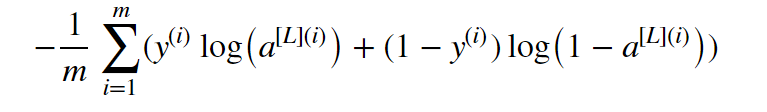 $-\frac{1}{m} \sum_{i=1}^{m} (y^{(i)} \log(a^{[L](i)}) + (1 - y^{(i)}) \log(1 - a^{[L](i)}))$